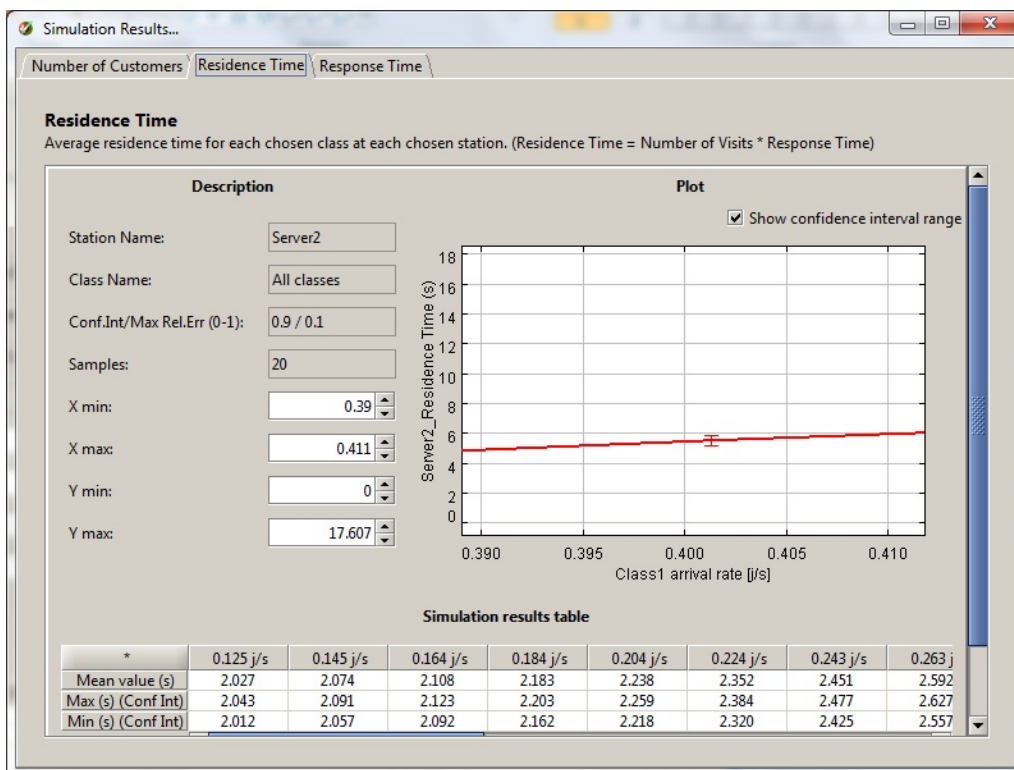 Simulation Results...
Number of Customers Residence Time Response Time
Residence Time
Average residence time for each chosen class at each chosen station. (Residence Time = Number of Visits * Response Time)
Description
Plot
Show confidence interval range
Station Name: Server2
Class Name: All classes
Conf.Int/Max Rel.Err (0-1): 0.9 / 0.1
Samples: 20
X min: 0.39
X max: 0.411
Y min: 0
Y max: 17.607
Server2_Residence Time (s)
18
16
14
12
10
8
6
4
2
0
0.390 0.395 0.400 0.405 0.410
Class1 arrival rate [j/s]
Simulation results table
* 0.125 j/s 0.145 j/s 0.164 j/s 0.184 j/s 0.204 j/s 0.224 j/s 0.243 j/s 0.263 j
Mean value (s) 2.027 2.074 2.108 2.183 2.238 2.352 2.451 2.592
Max (s) (Conf Int) 2.043 2.091 2.123 2.203 2.259 2.384 2.477 2.627
Min (s) (Conf Int) 2.012 2.057 2.092 2.162 2.218 2.320 2.425 2.557